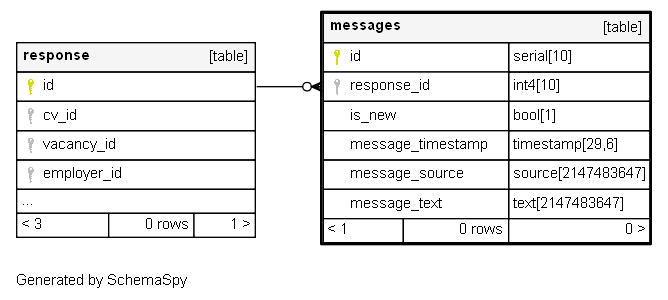 response [table]
id
cv_id
vacancy_id
employer_id
...
< 3 0 rows 1 >
messages [table]
id serial[10]
response_id int4[10]
is_new bool[1]
message_timestamp timestamp[29,6]
message_source source[2147483647]
message_text text[2147483647]
< 1 0 rows 0 >
Generated by SchemaSpy